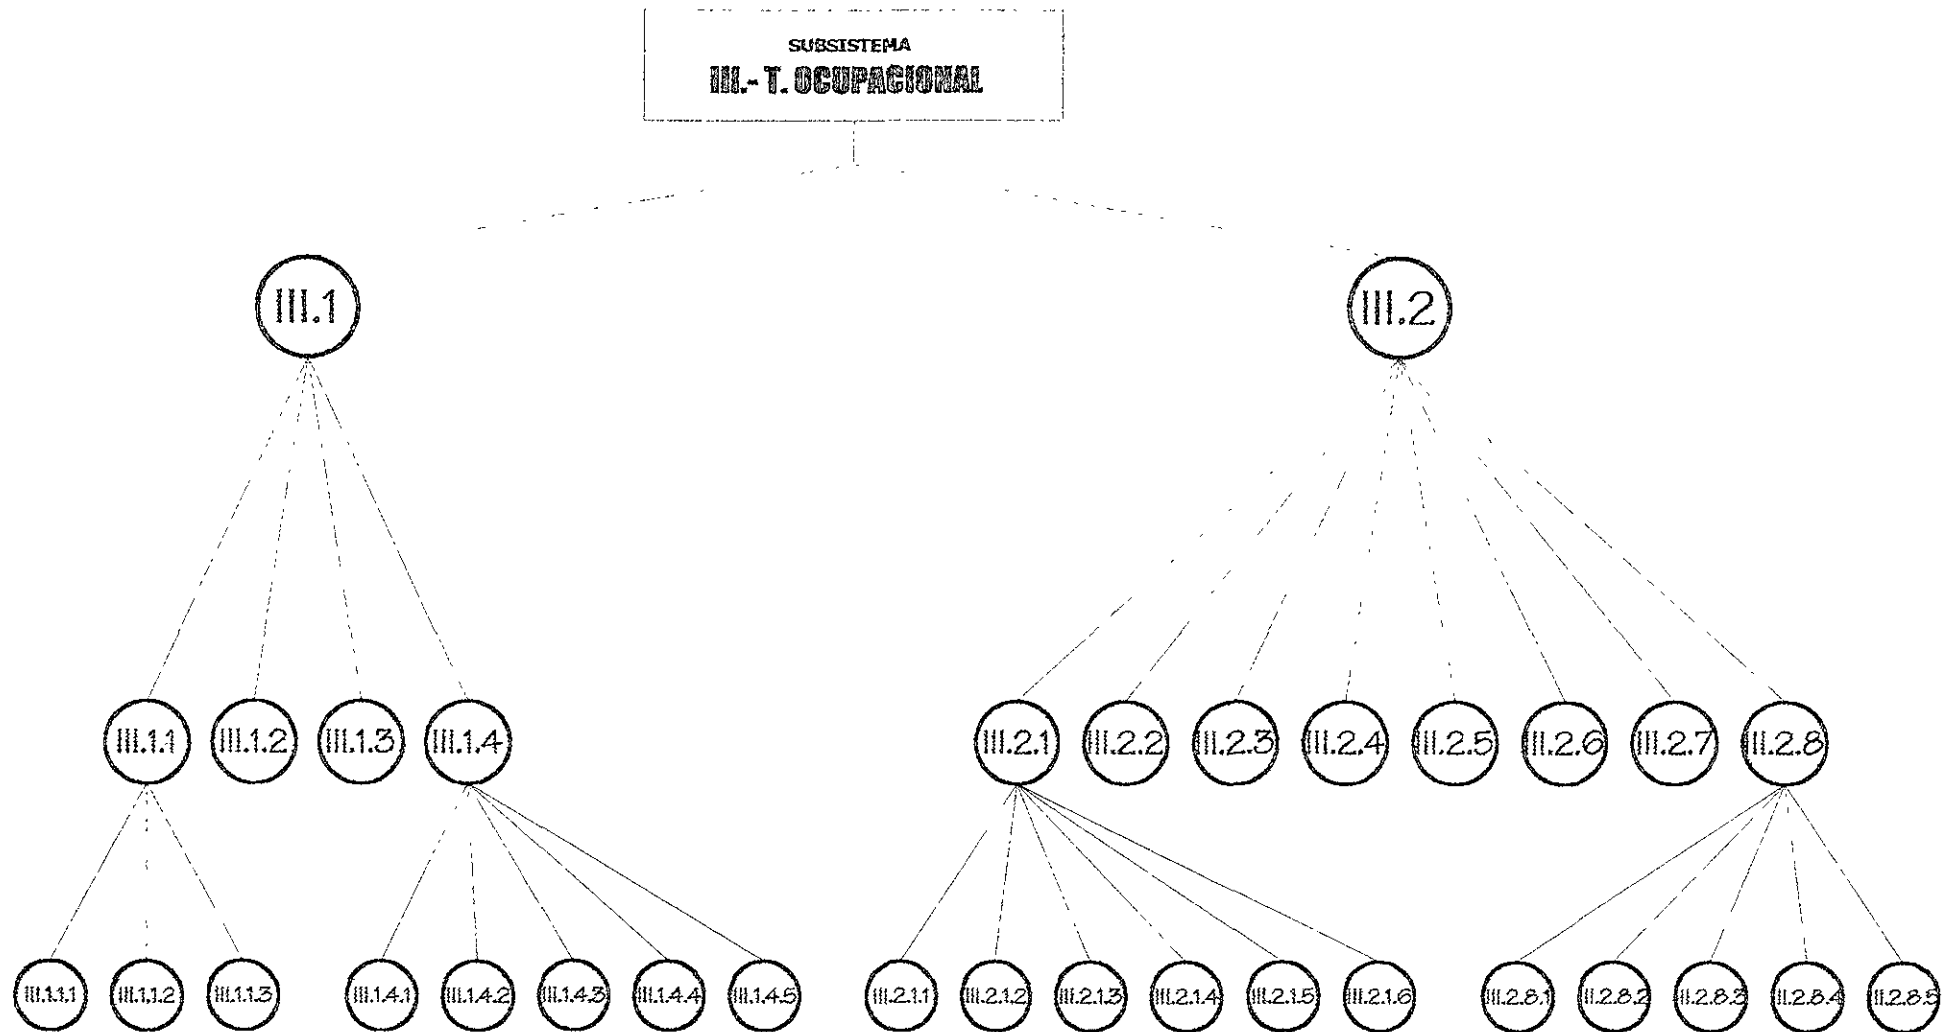 SUBSISTEMA
III.- T. OCUPACIONAL
III.1
III.2
III.1.1
III.1.2
III.1.3
III.1.4
III.2.1
III.2.2
III.2.3
III.2.4
III.2.5
III.2.6
III.2.7
III.2.8
III.1.1.1
III.1.1.2
III.1.1.3
III.1.4.1
III.1.4.2
III.1.4.3
III.1.4.4
III.1.4.5
III.2.1.1
III.2.1.2
III.2.1.3
III.2.1.4
III.2.1.5
III.2.1.6
III.2.8.1
III.2.8.2
III.2.8.3
III.2.8.4
III.2.8.5